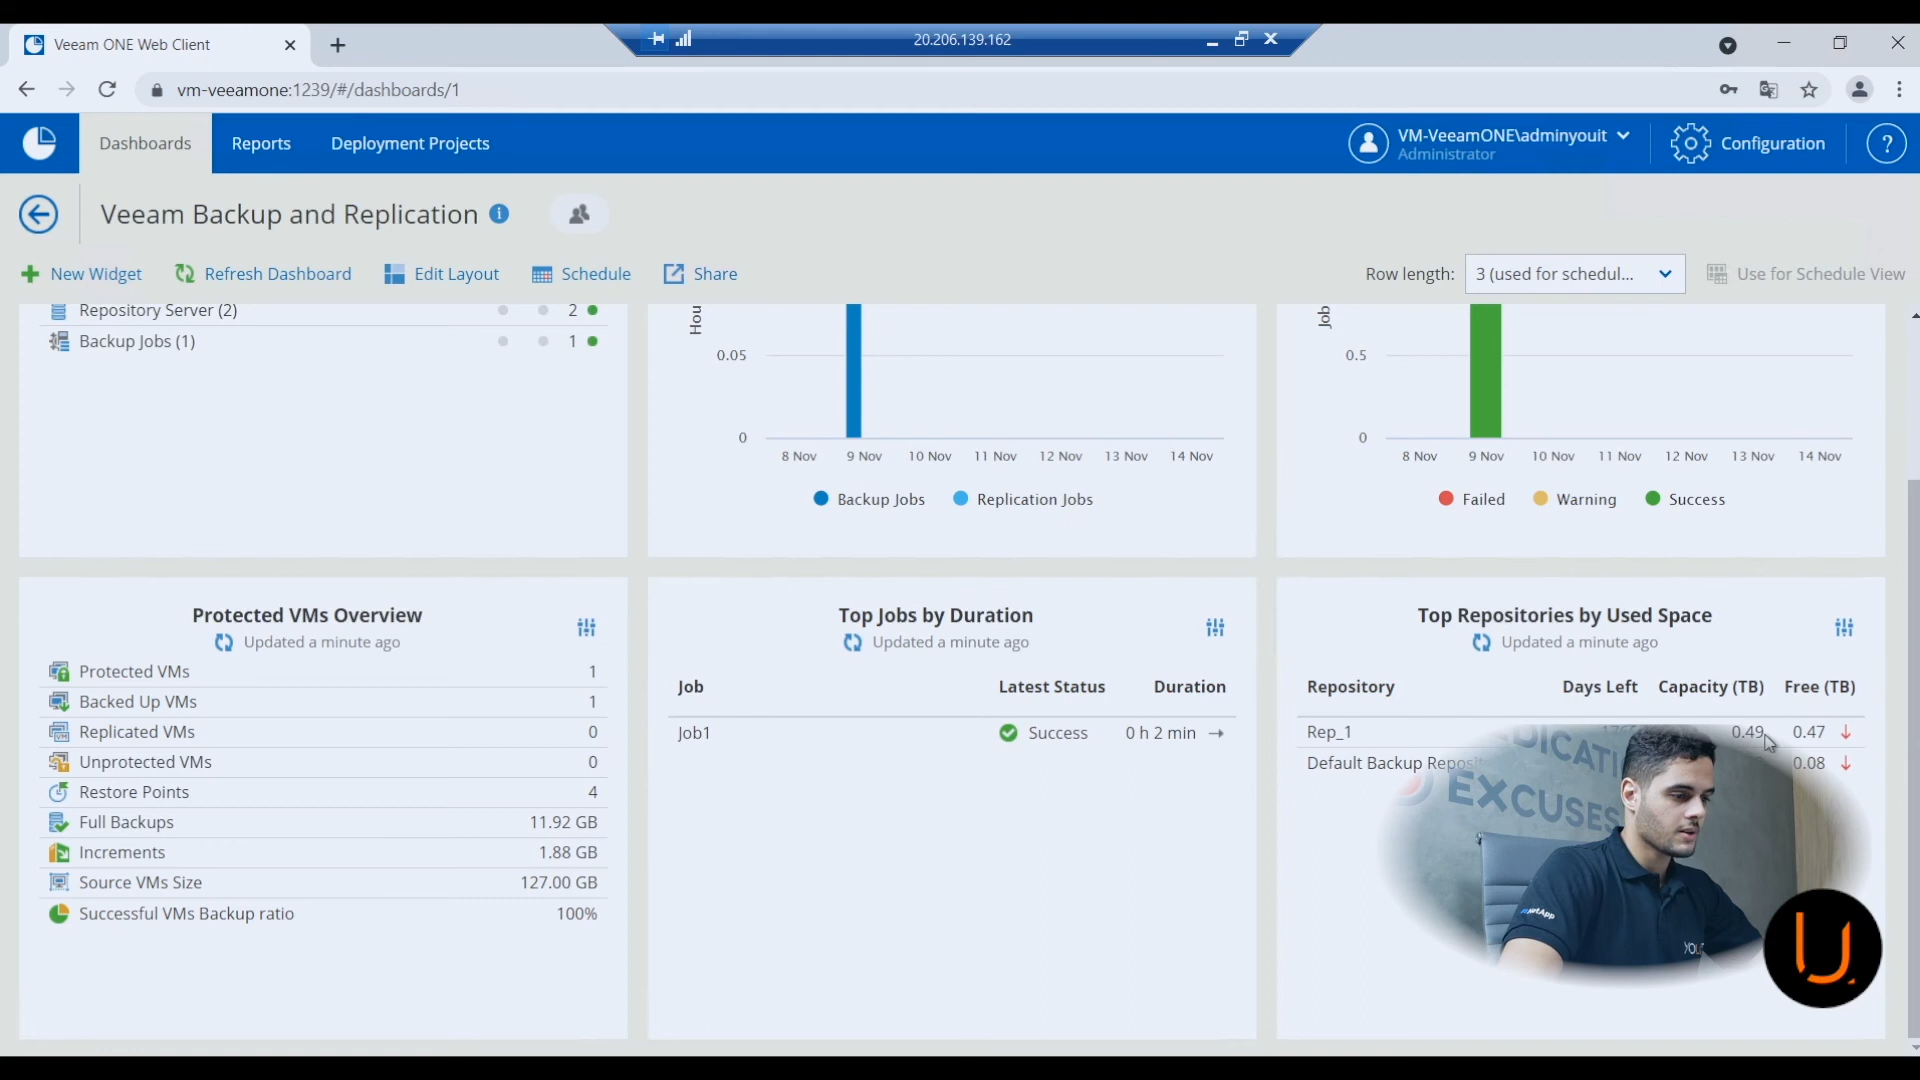 Veeam ONE Web Client
20.206.139.162
vm-veeamone:1239/#/dashboards/1
Dashboards
Reports
Deployment Projects
VM-VeeamONE\adminyouit
Administrator
Configuration
?
Veeam Backup and Replication
New Widget
Refresh Dashboard
Edit Layout
Schedule
Share
Row length:
3 (used for schedul...
Use for Schedule View
Repository Server (2) 2
Backup Jobs (1) 1
Hou
0.05
0
8 Nov 9 Nov 10 Nov 11 Nov 12 Nov 13 Nov 14 Nov
Backup Jobs Replication Jobs
Job
0.5
0
8 Nov 9 Nov 10 Nov 11 Nov 12 Nov 13 Nov 14 Nov
Failed Warning Success
Protected VMs Overview
Updated a minute ago
Protected VMs 1
Backed Up VMs 1
Replicated VMs 0
Unprotected VMs 0
Restore Points 4
Full Backups 11.92 GB
Increments 1.88 GB
Source VMs Size 127.00 GB
Successful VMs Backup ratio 100%
Top Jobs by Duration
Updated a minute ago
Job Latest Status Duration
Job1 Success 0 h 2 min
Top Repositories by Used Space
Updated a minute ago
Repository Days Left Capacity (TB) Free (TB)
Rep_1 0.49 0.47
Default Backup 0.08
EXCUSES
NetApp
U